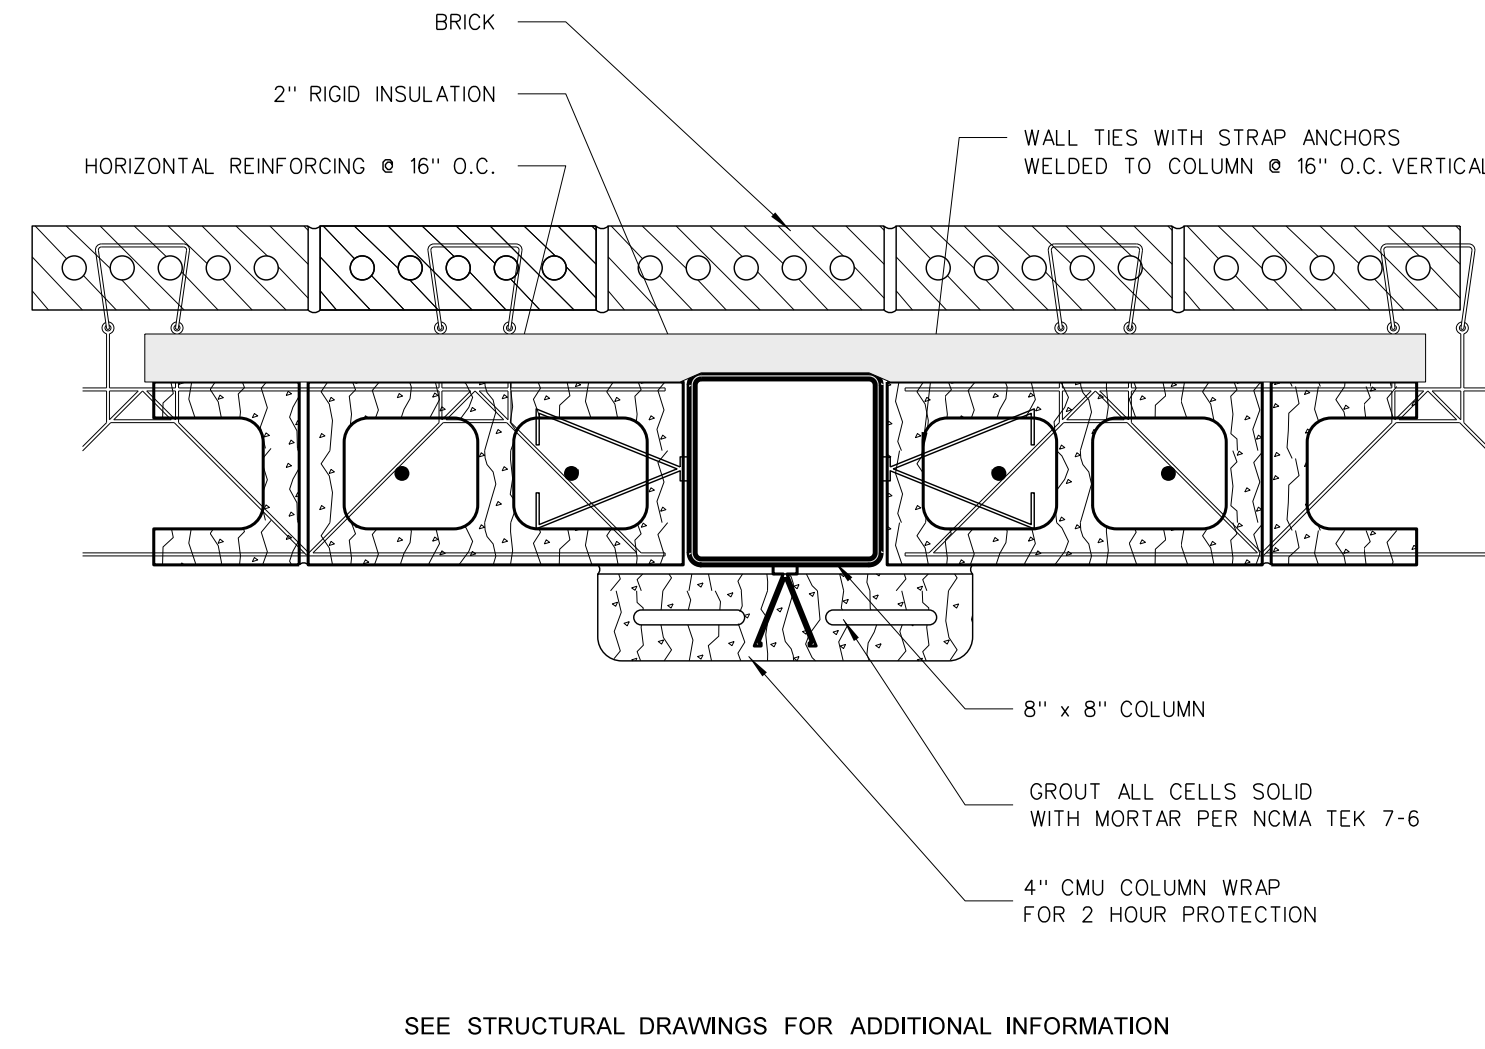 BRICK
2" RIGID INSULATION
HORIZONTAL REINFORCING @ 16" O.C.
WALL TIES WITH STRAP ANCHORS
WELDED TO COLUMN @ 16" O.C. VERTICAL
8" x 8" COLUMN
GROUT ALL CELLS SOLID
WITH MORTAR PER NCMA TEK 7-6
4" CMU COLUMN WRAP
FOR 2 HOUR PROTECTION
SEE STRUCTURAL DRAWINGS FOR ADDITIONAL INFORMATION